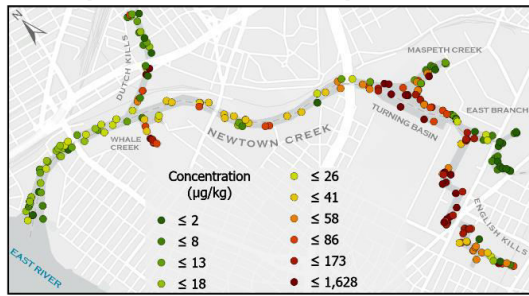 N
DUTCH KILLS
MASPETH CREEK
EAST BRANCH
TURNING BASIN
WHALE
CREEK
NEWTOWN CREEK
ENGLISH KILLS
EAST RIVER
Concentration
(µg/kg)
≤ 2
≤ 8
≤ 13
≤ 18
≤ 26
≤ 41
≤ 58
≤ 86
≤ 173
≤ 1,628